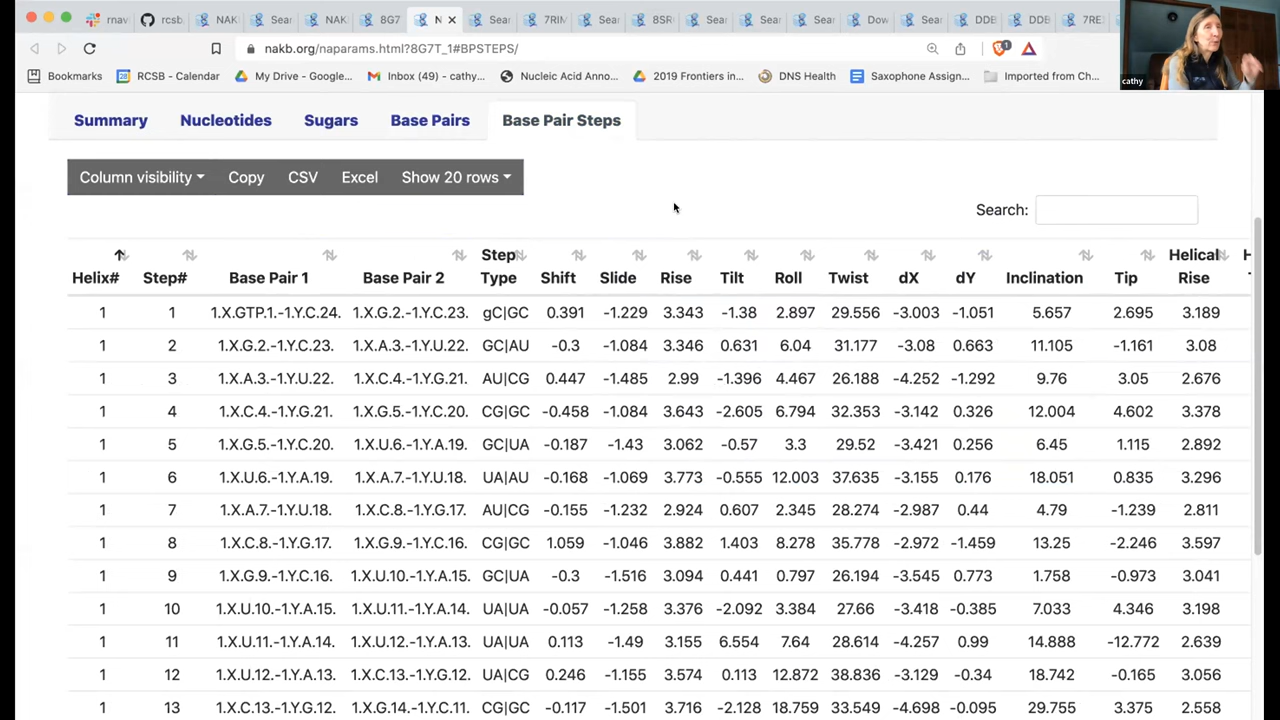 rnav
rcsb
NAK
Sear
NAK
8G7
N
Sear
7RIM
Sear
8SR
Sear
Sear
Sear
Dow
Sear
DDB
DDB
7RE
nakb.org/naparams.html?8G7T_1#BPSTEPS/
Bookmarks RCSB - Calendar My Drive - Google... Inbox (49) - cathy... Nucleic Acid Anno... 2019 Frontiers in... DNS Health Saxophone Assign... Imported from Ch...
cathy
Summary Nucleotides Sugars Base Pairs Base Pair Steps
Column visibility Copy CSV Excel Show 20 rows
Search:
Helix# Step# Base Pair 1 Base Pair 2 Step Type Shift Slide Rise Tilt Roll Twist dX dY Inclination Tip Helical Rise
1 1 1.X.GTP.1.-1.Y.C.24. 1.X.G.2.-1.Y.C.23. gC|GC 0.391 -1.229 3.343 -1.38 2.897 29.556 -3.003 -1.051 5.657 2.695 3.189
1 2 1.X.G.2.-1.Y.C.23. 1.X.A.3.-1.Y.U.22. GC|AU -0.3 -1.084 3.346 0.631 6.04 31.177 -3.08 0.663 11.105 -1.161 3.08
1 3 1.X.A.3.-1.Y.U.22. 1.X.C.4.-1.Y.G.21. AU|CG 0.447 -1.485 2.99 -1.396 4.467 26.188 -4.252 -1.292 9.76 3.05 2.676
1 4 1.X.C.4.-1.Y.G.21. 1.X.G.5.-1.Y.C.20. CG|GC -0.458 -1.084 3.643 -2.605 6.794 32.353 -3.142 0.326 12.004 4.602 3.378
1 5 1.X.G.5.-1.Y.C.20. 1.X.U.6.-1.Y.A.19. GC|UA -0.187 -1.43 3.062 -0.57 3.3 29.52 -3.421 0.256 6.45 1.115 2.892
1 6 1.X.U.6.-1.Y.A.19. 1.X.A.7.-1.Y.U.18. UA|AU -0.168 -1.069 3.773 -0.555 12.003 37.635 -3.155 0.176 18.051 0.835 3.296
1 7 1.X.A.7.-1.Y.U.18. 1.X.C.8.-1.Y.G.17. AU|CG -0.155 -1.232 2.924 0.607 2.345 28.274 -2.987 0.44 4.79 -1.239 2.811
1 8 1.X.C.8.-1.Y.G.17. 1.X.G.9.-1.Y.C.16. CG|GC 1.059 -1.046 3.882 1.403 8.278 35.778 -2.972 -1.459 13.25 -2.246 3.597
1 9 1.X.G.9.-1.Y.C.16. 1.X.U.10.-1.Y.A.15. GC|UA -0.3 -1.516 3.094 0.441 0.797 26.194 -3.545 0.773 1.758 -0.973 3.041
1 10 1.X.U.10.-1.Y.A.15. 1.X.U.11.-1.Y.A.14. UA|UA -0.057 -1.258 3.376 -2.092 3.384 27.66 -3.418 -0.385 7.033 4.346 3.198
1 11 1.X.U.11.-1.Y.A.14. 1.X.U.12.-1.Y.A.13. UA|UA 0.113 -1.49 3.155 6.554 7.64 28.614 -4.257 0.99 14.888 -12.772 2.639
1 12 1.X.U.12.-1.Y.A.13. 1.X.C.13.-1.Y.G.12. UA|CG 0.246 -1.155 3.574 0.113 12.872 38.836 -3.129 -0.34 18.742 -0.165 3.056
1 13 1.X.C.13.-1.Y.G.12. 1.X.G.14.-1.Y.C.11. CG|GC -0.117 -1.501 3.716 -2.128 18.759 33.549 -4.698 -0.095 29.755 3.375 2.558